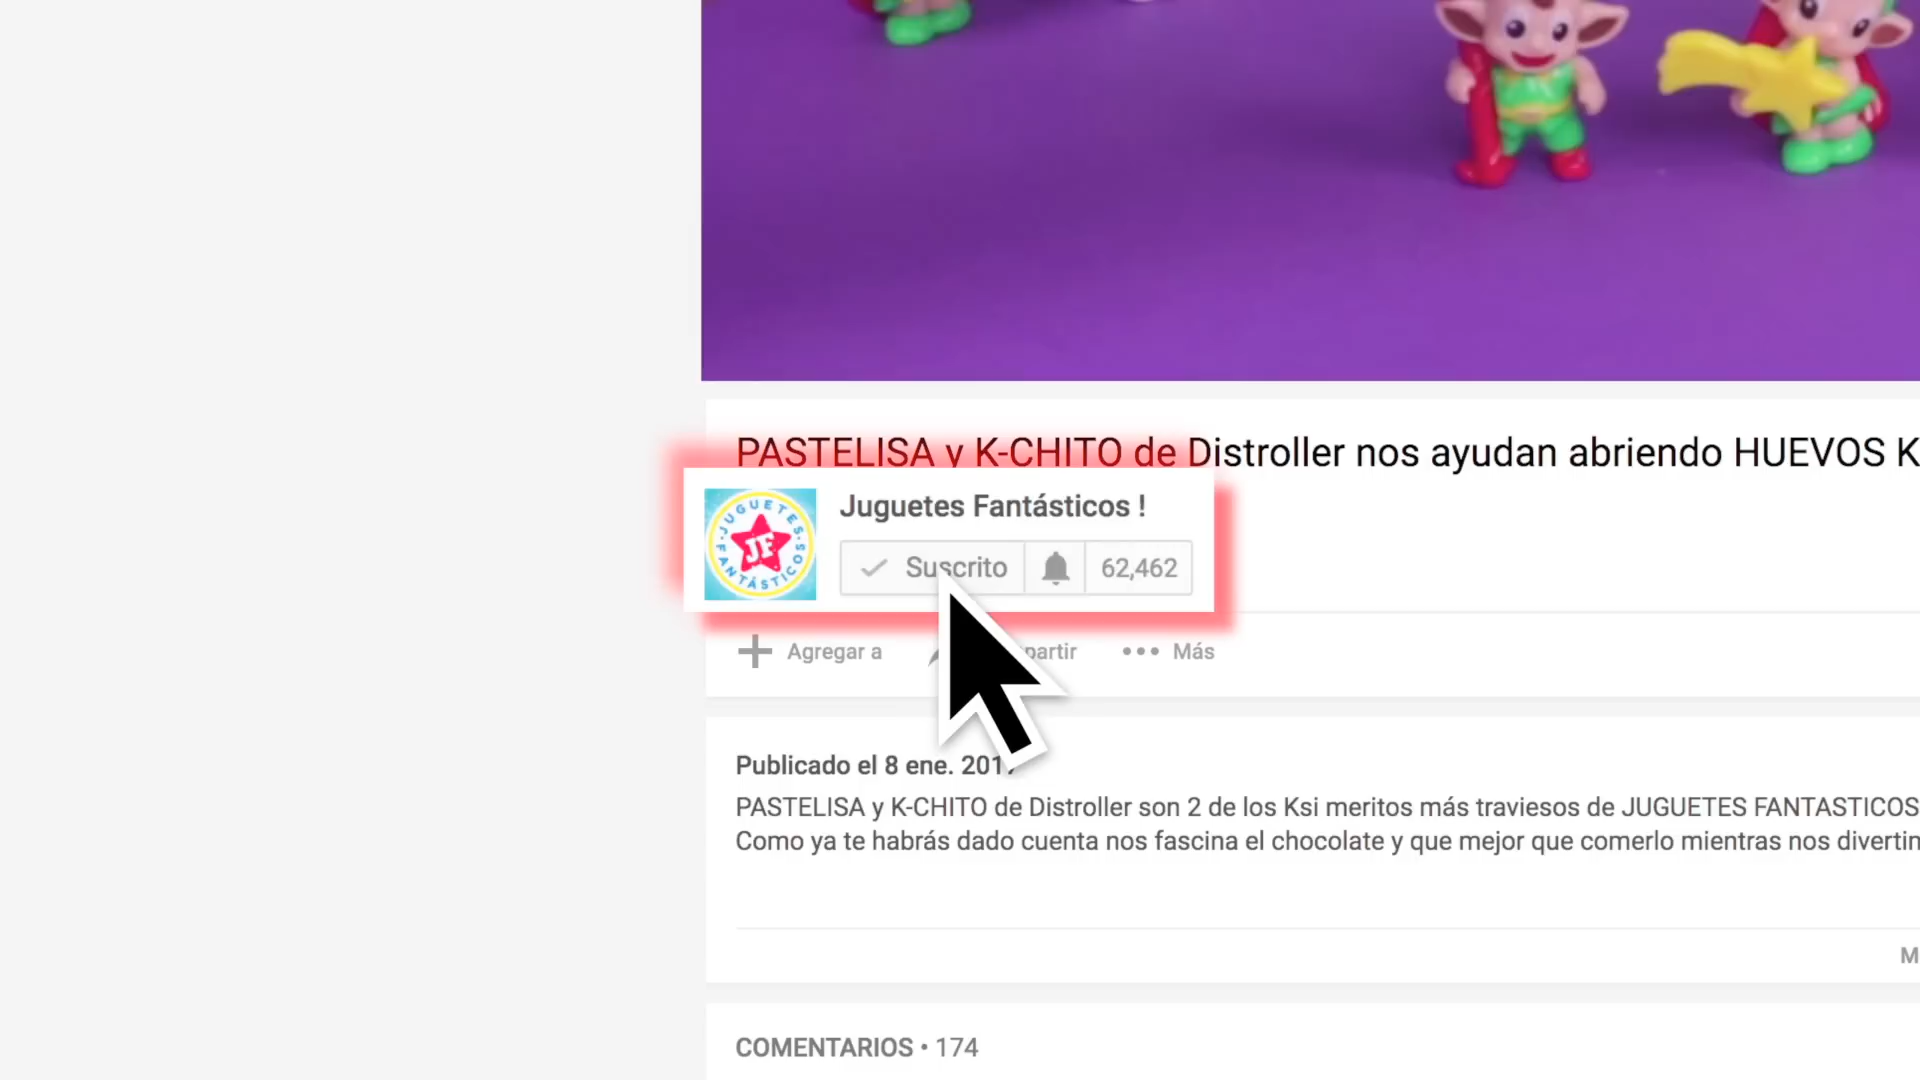 PASTELISA y K-CHITO de Distroller nos ayudan abriendo HUEVOS K
JUGUETES FANTÁSTICOS
JF
Juguetes Fantásticos !
Suscrito 62,462
Agregar a partir ••• Más
Publicado el 8 ene. 2017
PASTELISA y K-CHITO de Distroller son 2 de los Ksi meritos más traviesos de JUGUETES FANTASTICOS
Como ya te habrás dado cuenta nos fascina el chocolate y que mejor que comerlo mientras nos divertin
M
COMENTARIOS • 174